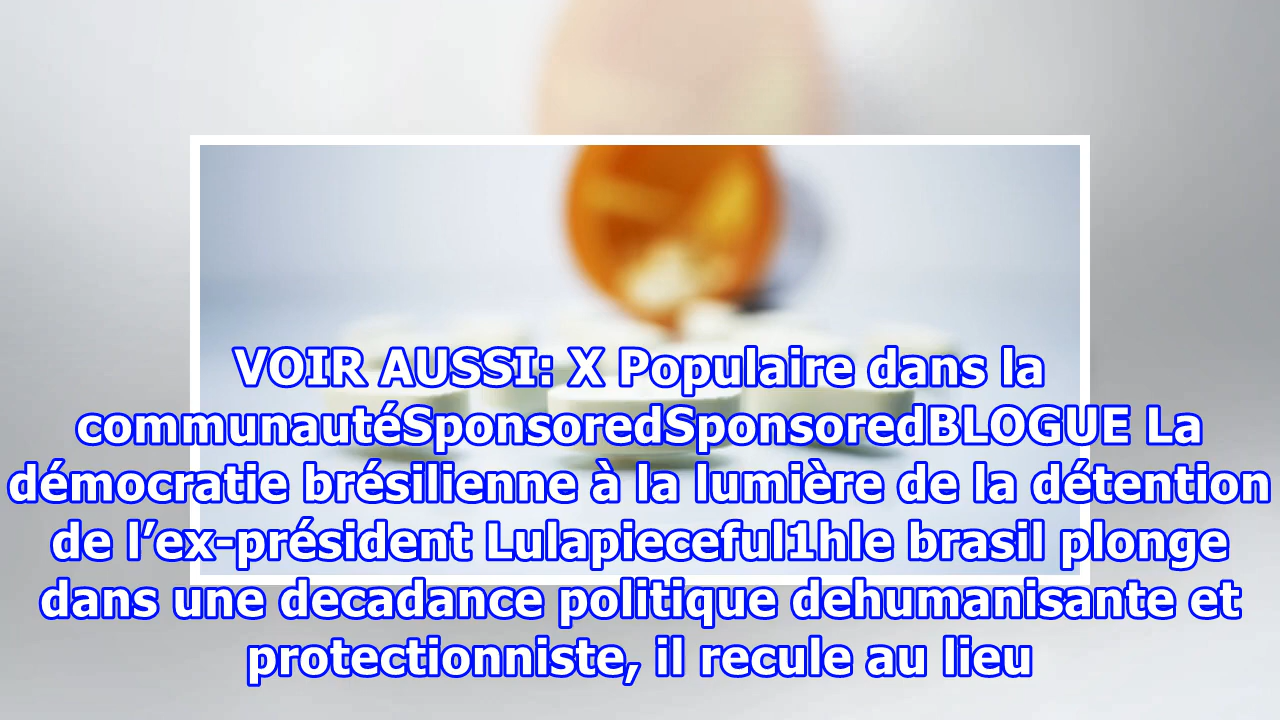 VOIR AUSSI: X Populaire dans la
communautéSponsoredSponsoredBLOGUE La
démocratie brésilienne à la lumière de la détention
de l’ex-président Lulapieceful1hle brasil plonge
dans une decadance politique dehumanisante et
protectionniste, il recule au lieu